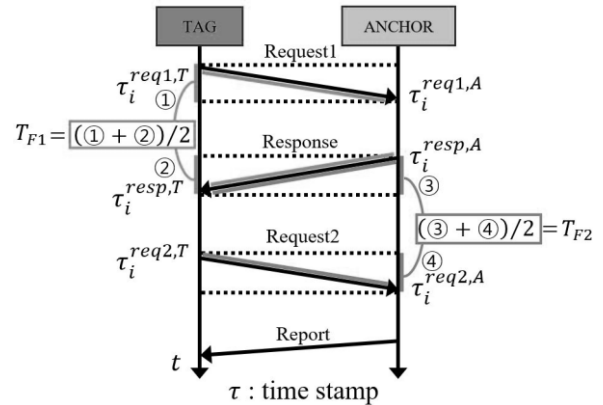 TAG ANCHOR
Request1
τ_i^{req1,T} τ_i^{req1,A}
①
T_{F1} = (① + ②)/2
Response
τ_i^{resp,A}
② ③
τ_i^{resp,T}
(③ + ④)/2 = T_{F2}
Request2
τ_i^{req2,T}
④
τ_i^{req2,A}
Report
t
τ : time stamp